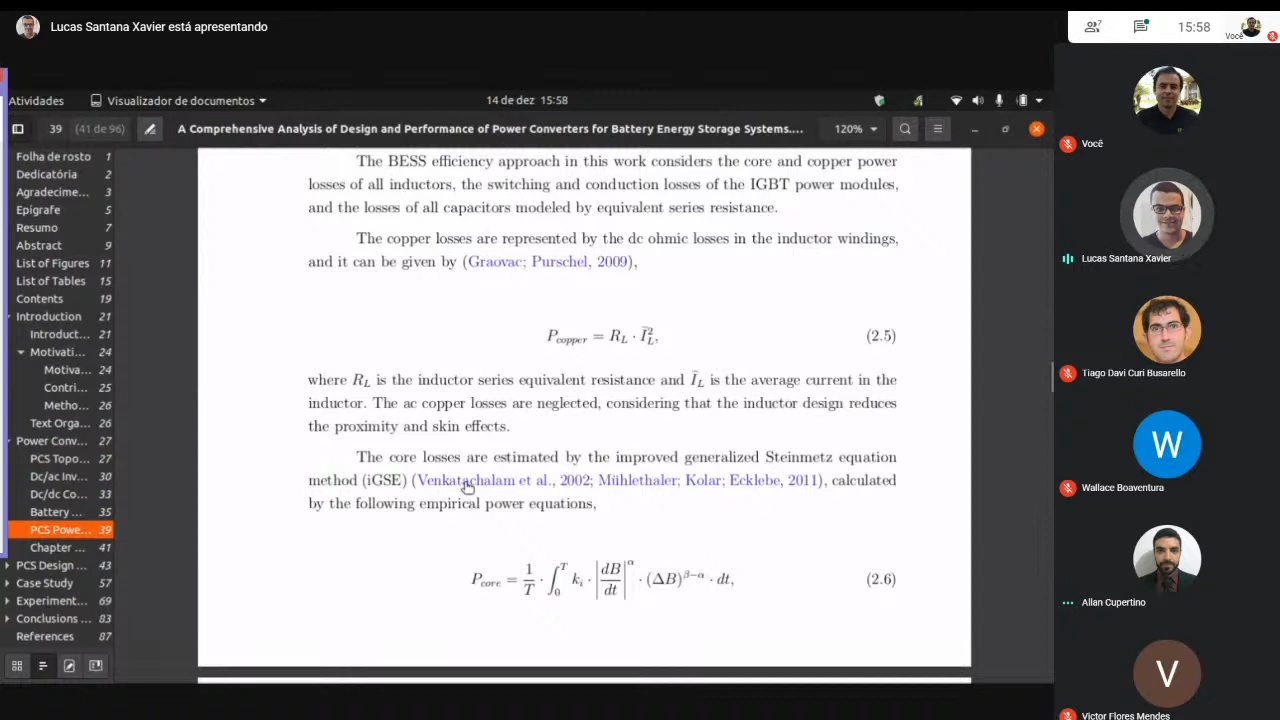 Lucas Santana Xavier está apresentando
7
15:58
Você
Atividades
Visualizador de documentos
14 de dez 15:58
39
(41 de 96)
A Comprehensive Analysis of Design and Performance of Power Converters for Battery Energy Storage Systems....
120%
Folha de rosto 1
Dedicatória 2
Agradecime... 3
Epígrafe 5
Resumo 7
Abstract 9
List of Figures 11
List of Tables 15
Contents 19
Introduction 21
Introduct... 21
Motivati... 24
Motiva... 24
Contri... 25
Metho... 26
Text Orga... 26
Power Conv... 27
PCS Topo... 27
Dc/ac Inv... 30
Dc/dc Co... 33
Battery ... 35
PCS Powe... 39
Chapter ... 41
PCS Design ... 43
Case Study 57
Experiment... 69
Conclusions ... 83
References 87
The BESS efficiency approach in this work considers the core and copper power
losses of all inductors, the switching and conduction losses of the IGBT power modules,
and the losses of all capacitors modeled by equivalent series resistance.
The copper losses are represented by the dc ohmic losses in the inductor windings,
and it can be given by (Graovac; Purschel, 2009),
P_copper = R_L · Ī_L^2, (2.5)
where R_L is the inductor series equivalent resistance and Ī_L is the average current in the
inductor. The ac copper losses are neglected, considering that the inductor design reduces
the proximity and skin effects.
The core losses are estimated by the improved generalized Steinmetz equation
method (iGSE) (Venkatachalam et al., 2002; Mühlethaler; Kolar; Ecklebe, 2011), calculated
by the following empirical power equations,
P_core = 1/T · ∫_0^T k_i · |dB/dt|^α · (ΔB)^(β−α) · dt, (2.6)
Você
Lucas Santana Xavier
Tiago Davi Curi Busarello
W
Wallace Boaventura
Allan Cupertino
V
Victor Flores Mendes